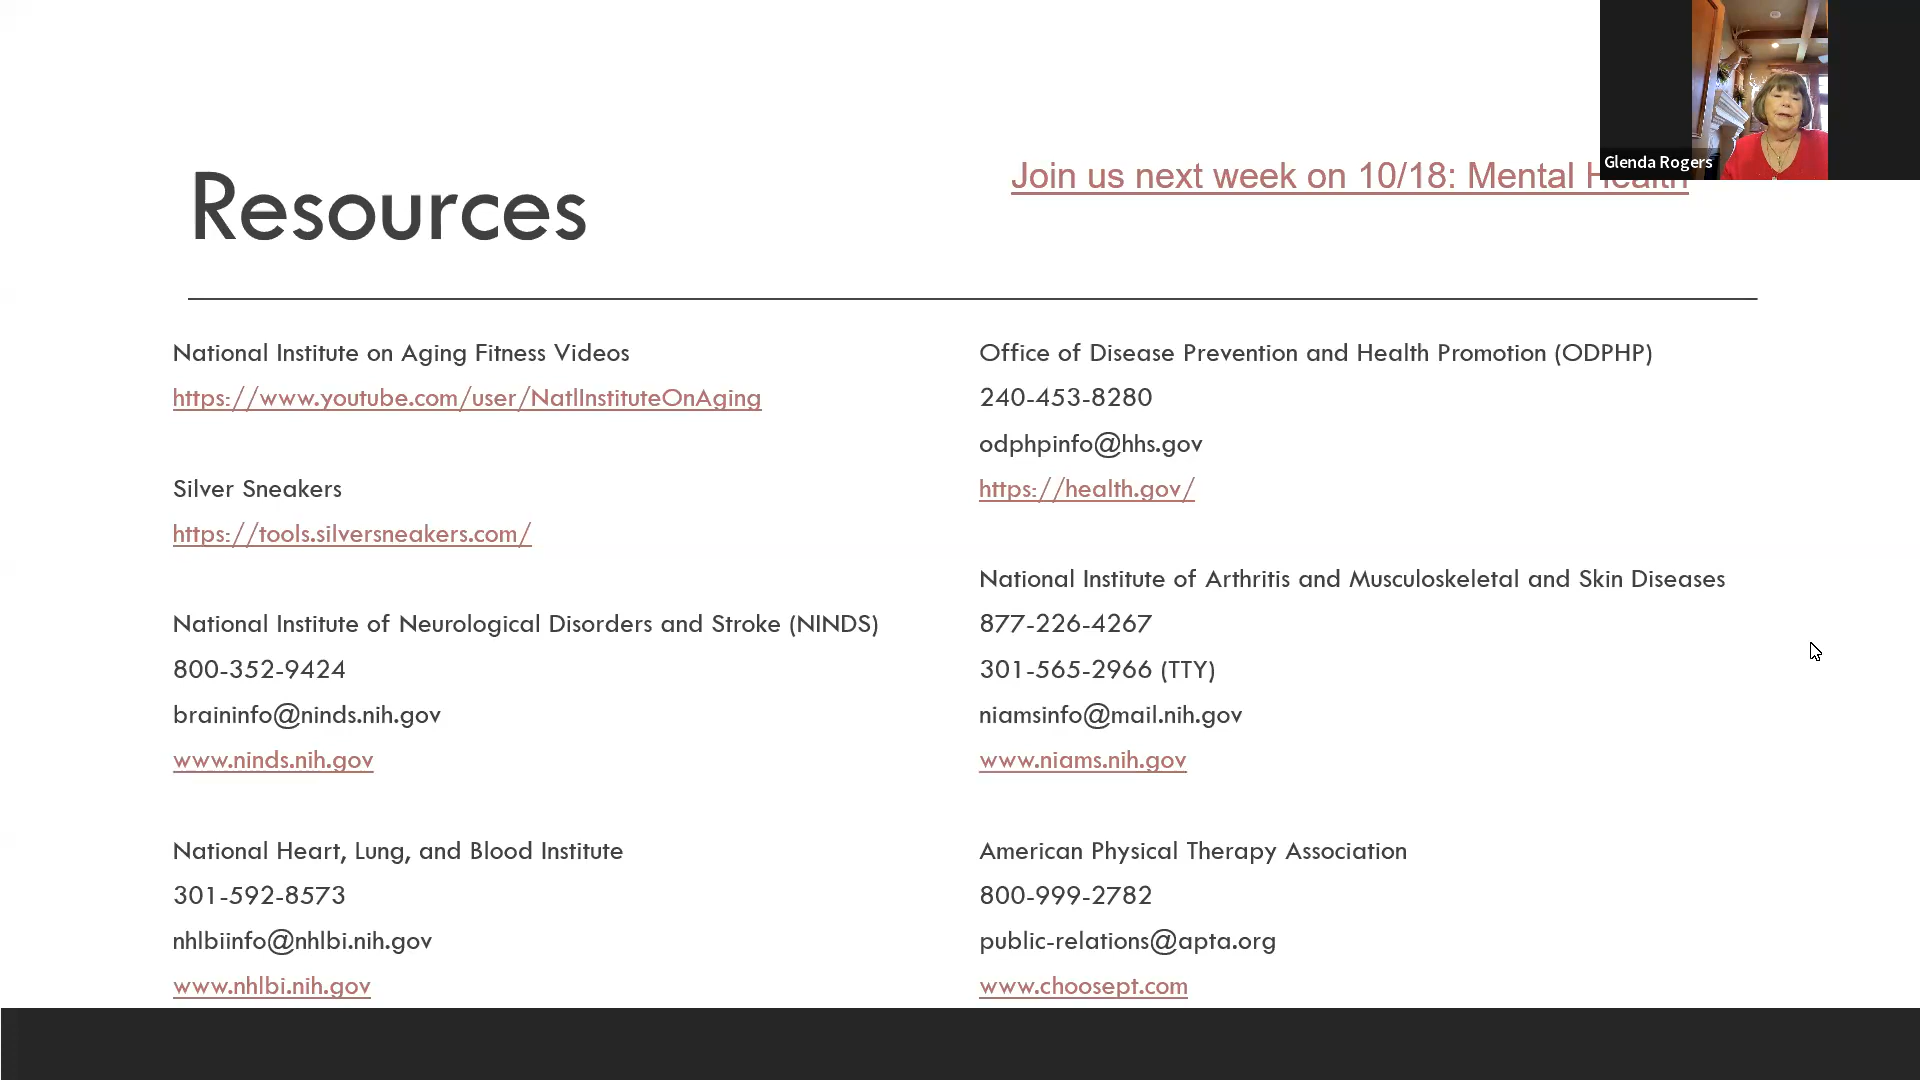 Glenda Rogers
Join us next week on 10/18: Mental Health
Resources
National Institute on Aging Fitness Videos
https://www.youtube.com/user/NatlInstituteOnAging
Silver Sneakers
https://tools.silversneakers.com/
National Institute of Neurological Disorders and Stroke (NINDS)
800-352-9424
braininfo@ninds.nih.gov
www.ninds.nih.gov
National Heart, Lung, and Blood Institute
301-592-8573
nhlbiinfo@nhlbi.nih.gov
www.nhlbi.nih.gov
Office of Disease Prevention and Health Promotion (ODPHP)
240-453-8280
odphpinfo@hhs.gov
https://health.gov/
National Institute of Arthritis and Musculoskeletal and Skin Diseases
877-226-4267
301-565-2966 (TTY)
niamsinfo@mail.nih.gov
www.niams.nih.gov
American Physical Therapy Association
800-999-2782
public-relations@apta.org
www.choosept.com